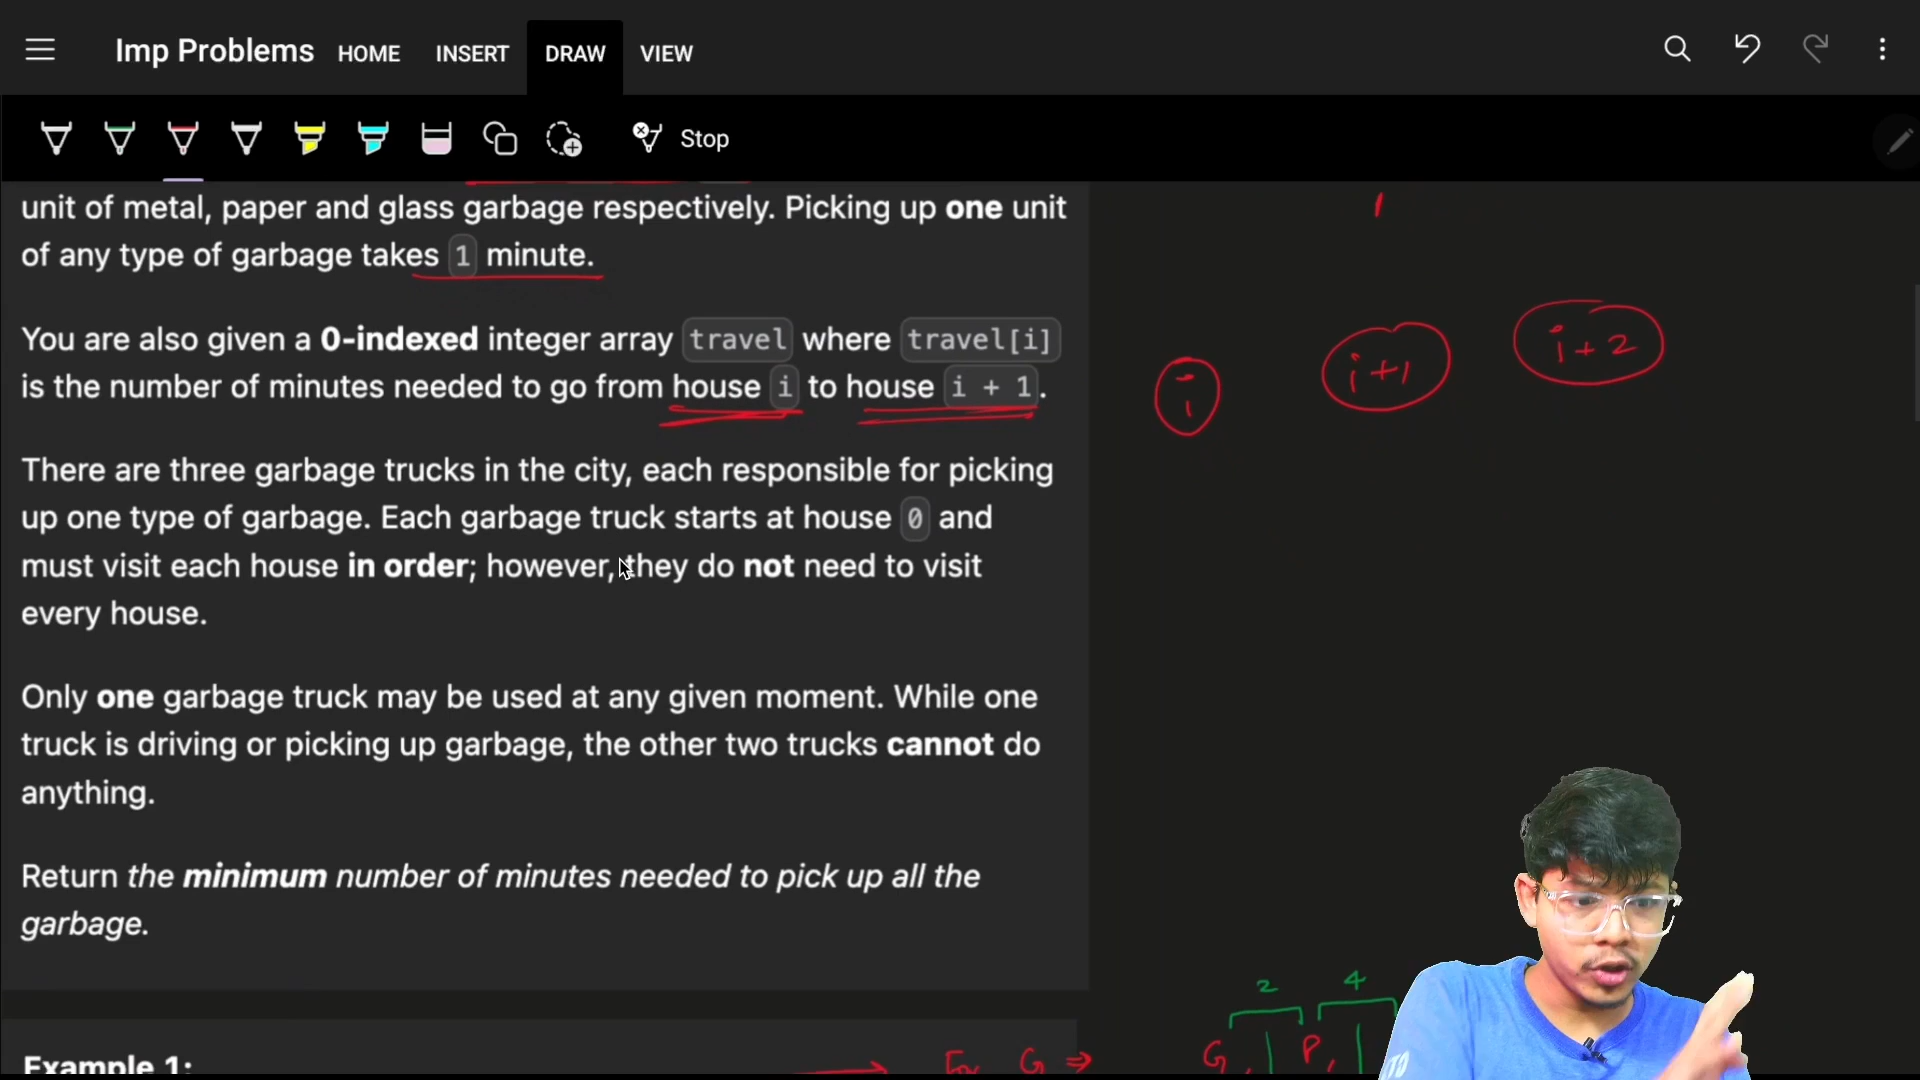 Imp Problems HOME INSERT DRAW VIEW
Stop
unit of metal, paper and glass garbage respectively. Picking up one unit
of any type of garbage takes 1 minute.
You are also given a 0-indexed integer array travel where travel[i]
is the number of minutes needed to go from house i to house i + 1.
There are three garbage trucks in the city, each responsible for picking
up one type of garbage. Each garbage truck starts at house 0 and
must visit each house in order; however, they do not need to visit
every house.
Only one garbage truck may be used at any given moment. While one
truck is driving or picking up garbage, the other two trucks cannot do
anything.
Return the minimum number of minutes needed to pick up all the
garbage.
Example 1:
i
i+1
i+2
2 4
For G ⇒
G, P,